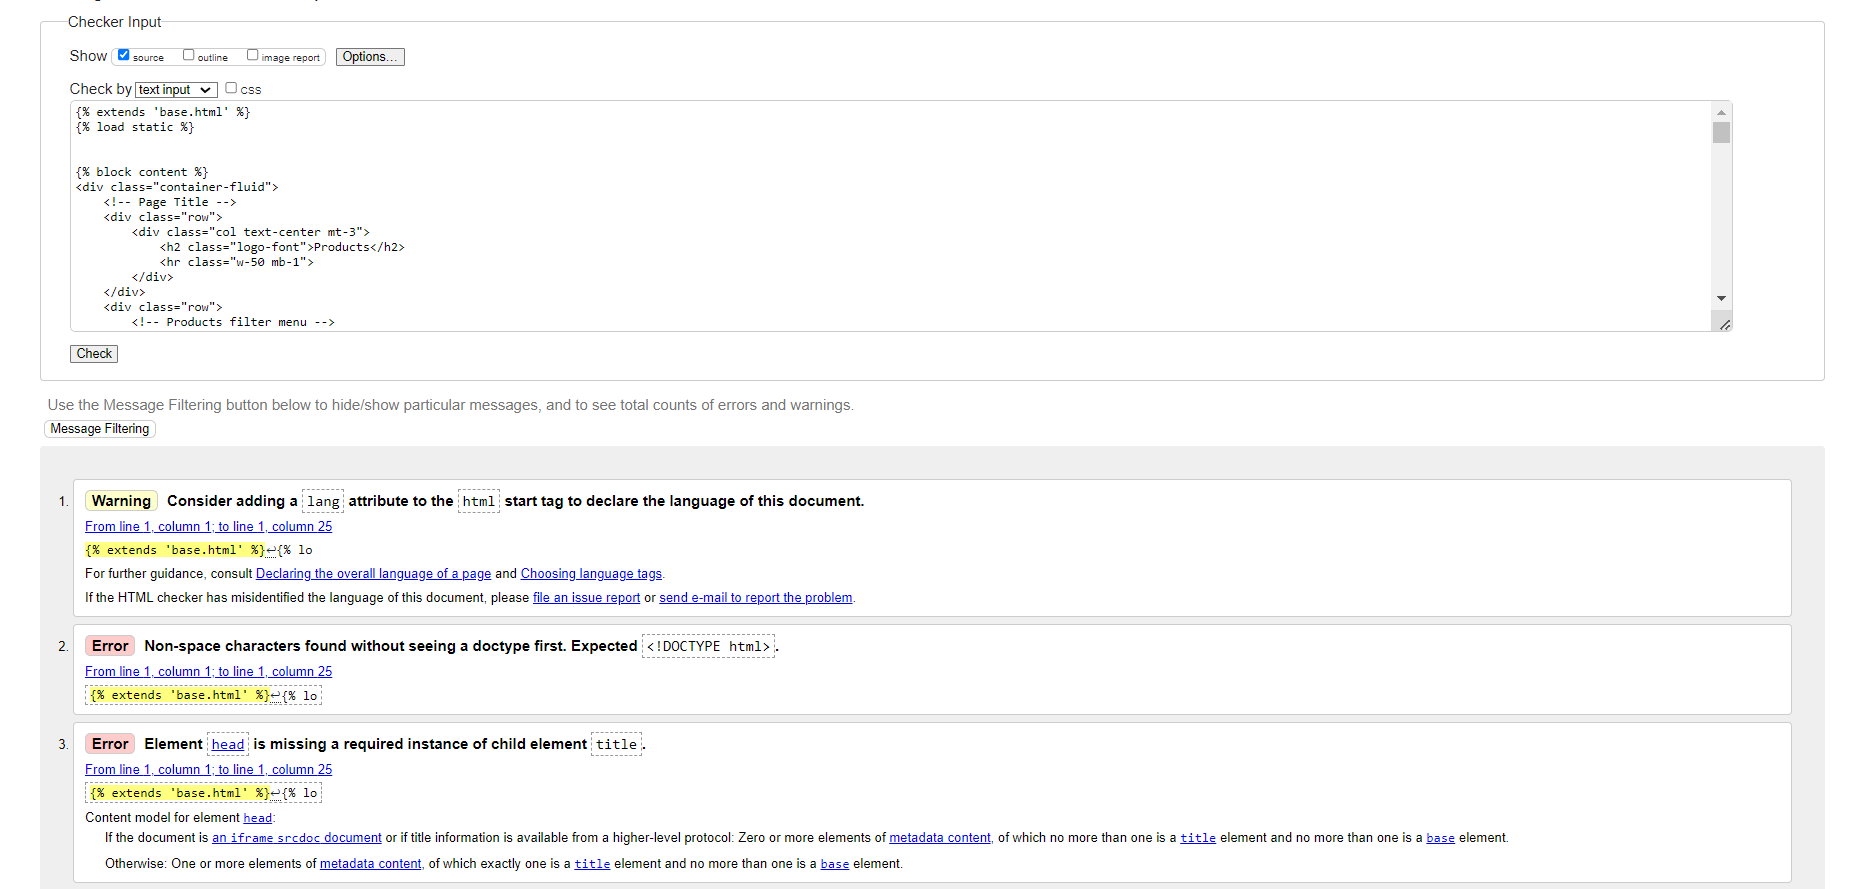 Checker Input
Show source outline image report Options...
Check by text input css
{% extends 'base.html' %}
{% load static %}
{% block content %}
<div class="container-fluid">
<!-- Page Title -->
<div class="row">
<div class="col text-center mt-3">
<h2 class="logo-font">Products</h2>
<hr class="w-50 mb-1">
</div>
</div>
<div class="row">
<!-- Products filter menu -->
Check
Use the Message Filtering button below to hide/show particular messages, and to see total counts of errors and warnings.
Message Filtering
1. Warning Consider adding a lang attribute to the html start tag to declare the language of this document.
From line 1, column 1; to line 1, column 25
{% extends 'base.html' %}↩{% lo
For further guidance, consult Declaring the overall language of a page and Choosing language tags.
If the HTML checker has misidentified the language of this document, please file an issue report or send e-mail to report the problem.
2. Error Non-space characters found without seeing a doctype first. Expected <!DOCTYPE html>.
From line 1, column 1; to line 1, column 25
{% extends 'base.html' %}↩{% lo
3. Error Element head is missing a required instance of child element title.
From line 1, column 1; to line 1, column 25
{% extends 'base.html' %}↩{% lo
Content model for element head:
If the document is an iframe srcdoc document or if title information is available from a higher-level protocol: Zero or more elements of metadata content, of which no more than one is a title element and no more than one is a base element.
Otherwise: One or more elements of metadata content, of which exactly one is a title element and no more than one is a base element.